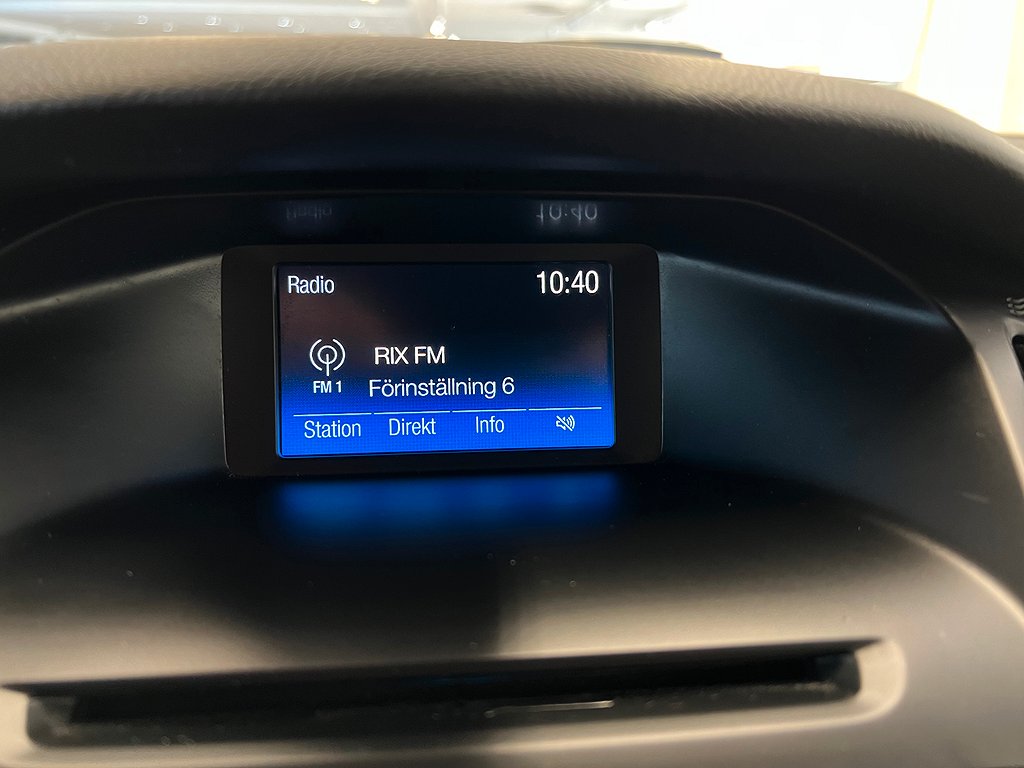 Radio 10:40
RIX FM
FM 1 Förinställning 6
Station Direkt Info